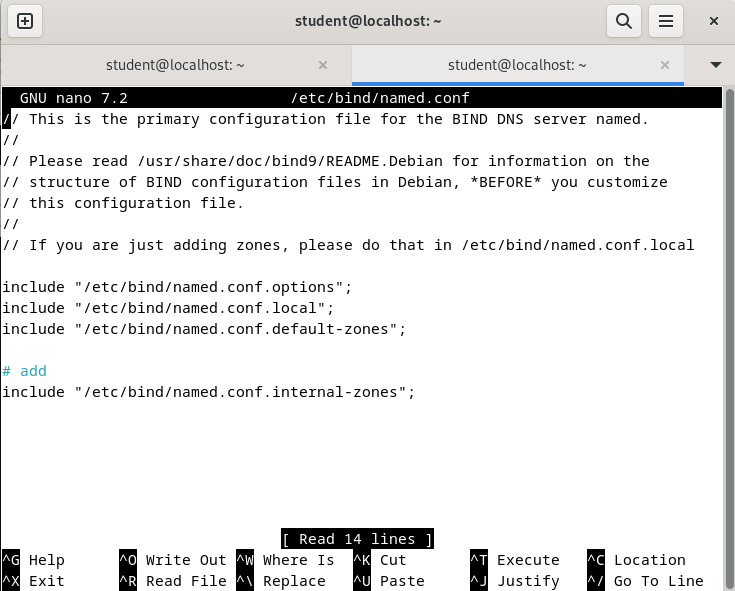 student@localhost: ~
student@localhost: ~
student@localhost: ~
GNU nano 7.2 /etc/bind/named.conf
// This is the primary configuration file for the BIND DNS server named.
//
// Please read /usr/share/doc/bind9/README.Debian for information on the
// structure of BIND configuration files in Debian, *BEFORE* you customize
// this configuration file.
//
// If you are just adding zones, please do that in /etc/bind/named.conf.local
include "/etc/bind/named.conf.options";
include "/etc/bind/named.conf.local";
include "/etc/bind/named.conf.default-zones";
# add
include "/etc/bind/named.conf.internal-zones";
[ Read 14 lines ]
^G Help ^O Write Out ^W Where Is ^K Cut ^T Execute ^C Location
^X Exit ^R Read File ^\ Replace ^U Paste ^J Justify ^/ Go To Line